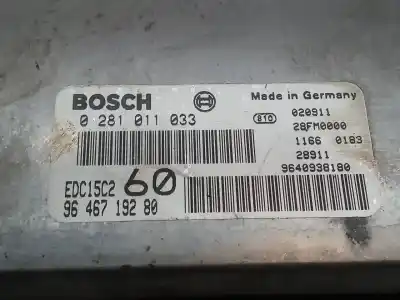 BOSCH
Made in Germany
0 281 011 033
810
020911
28FM0000
1166 0183
28911
9640938180
EDC15C2 60
96 467 192 80